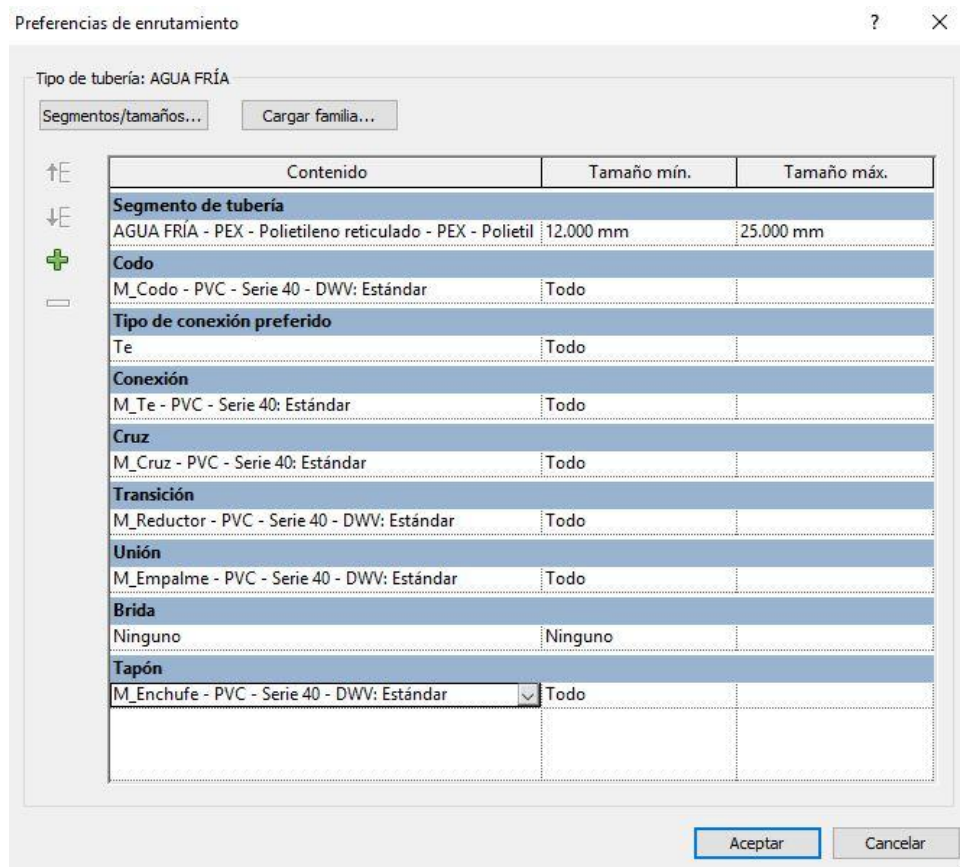 Preferencias de enrutamiento ? X
Tipo de tubería: AGUA FRÍA
Segmentos/tamaños... Cargar familia...
Contenido Tamaño mín. Tamaño máx.
Segmento de tubería
AGUA FRÍA - PEX - Polietileno reticulado - PEX - Polietil 12.000 mm 25.000 mm
Codo
M_Codo - PVC - Serie 40 - DWV: Estándar Todo
Tipo de conexión preferido
Te Todo
Conexión
M_Te - PVC - Serie 40: Estándar Todo
Cruz
M_Cruz - PVC - Serie 40: Estándar Todo
Transición
M_Reductor - PVC - Serie 40 - DWV: Estándar Todo
Unión
M_Empalme - PVC - Serie 40 - DWV: Estándar Todo
Brida
Ninguno Ninguno
Tapón
M_Enchufe - PVC - Serie 40 - DWV: Estándar Todo
Aceptar Cancelar